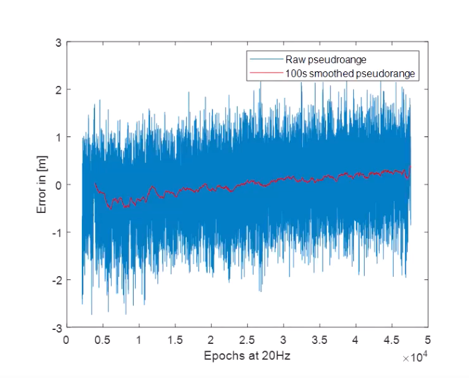 Raw pseudroange
100s smoothed pseudorange
3
2
1
0
-1
-2
-3
Error in [m]
0 0.5 1 1.5 2 2.5 3 3.5 4 4.5 5
Epochs at 20Hz
×10⁴